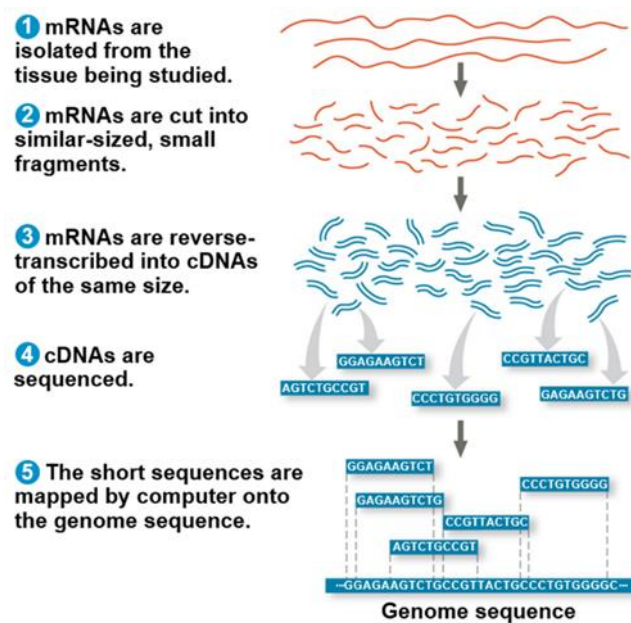 1 mRNAs are
isolated from the
tissue being studied.
2 mRNAs are cut into
similar-sized, small
fragments.
3 mRNAs are reverse-
transcribed into cDNAs
of the same size.
4 cDNAs are
sequenced.
GGAGAAGTCT
CCGTTACTGC
AGTCTGCCGT
CCCTGTGGGG
GAGAAGTCTG
5 The short sequences are
mapped by computer onto
the genome sequence.
GGAGAAGTCT
CCCTGTGGGG
GAGAAGTCTG
CCGTTACTGC
AGTCTGCCGT
···GGAGAAGTCTGCCGTTACTGCCCTGTGGGGC···
Genome sequence